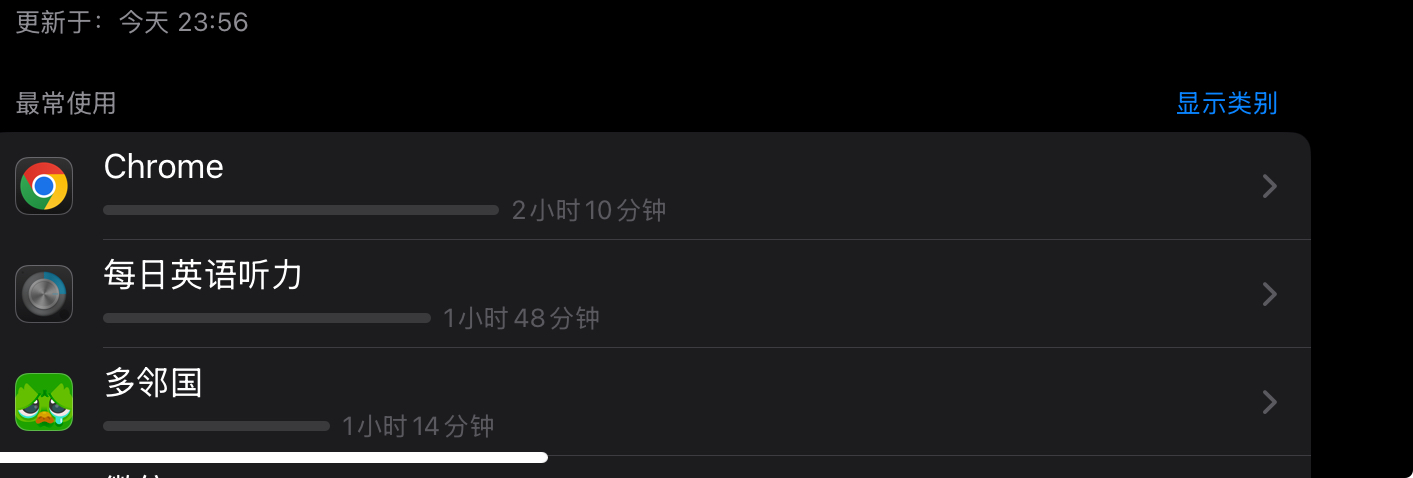 更新于：今天 23:56
最常使用
显示类别
Chrome
2小时10分钟
每日英语听力
1小时48分钟
多邻国
1小时14分钟